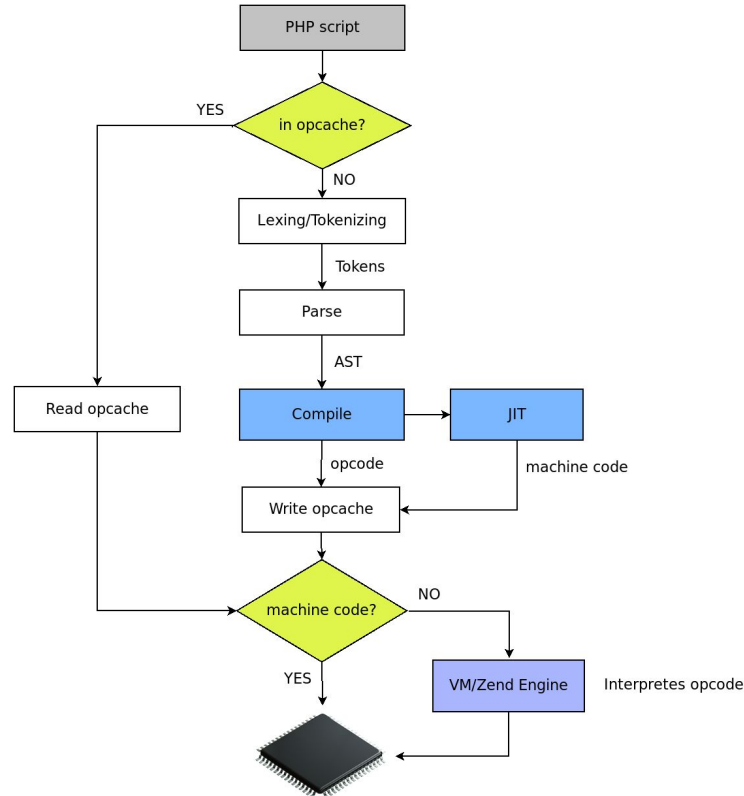 PHP script
YES
in opcache?
NO
Lexing/Tokenizing
Tokens
Parse
AST
Read opcache
Compile
JIT
opcode
machine code
Write opcache
machine code?
NO
YES
VM/Zend Engine
Interpretes opcode